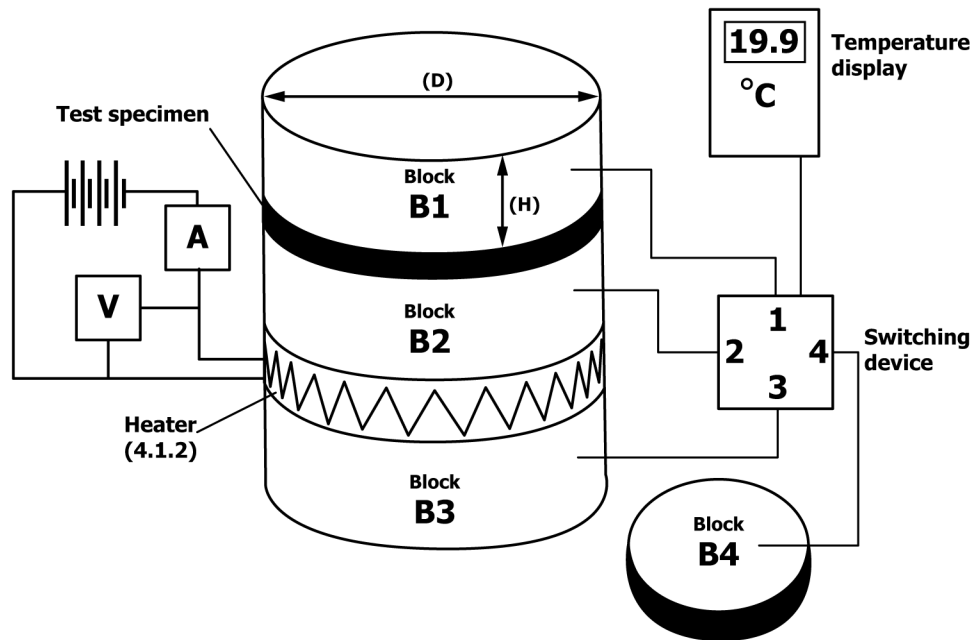 (D)
19.9
°C
Temperature
display
Test specimen
Block
B1
(H)
A
V
Block
B2
1
2
4
3
Switching
device
Heater
(4.1.2)
Block
B3
Block
B4